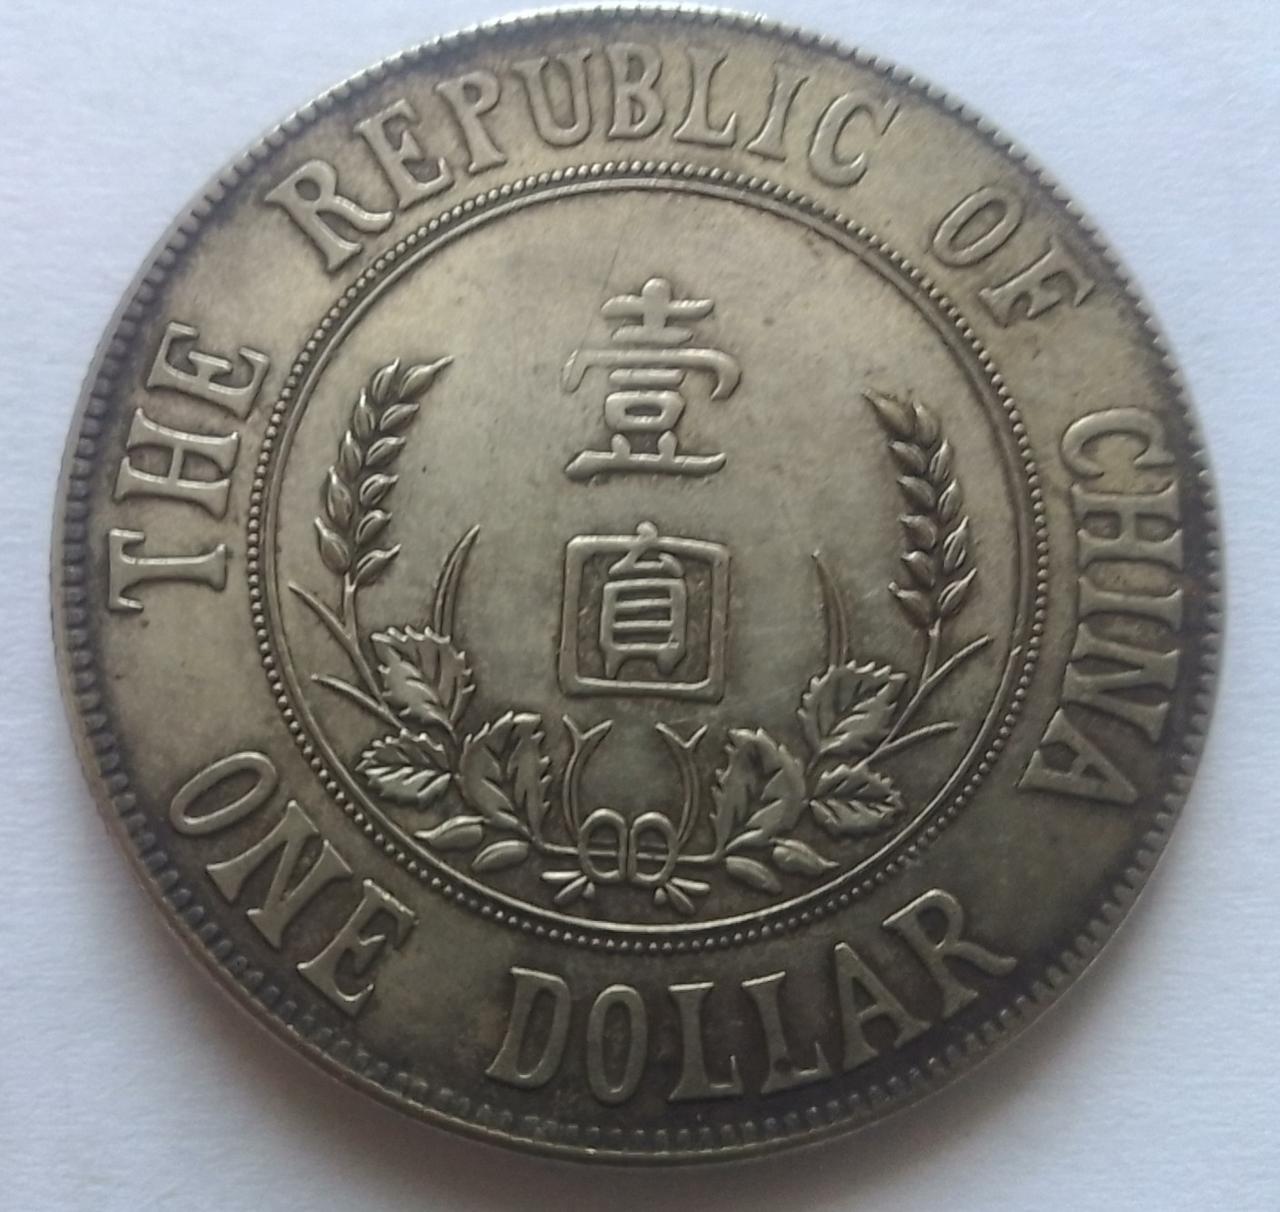 THE REPUBLIC OF CHINA
壹
圓
ONE DOLLAR